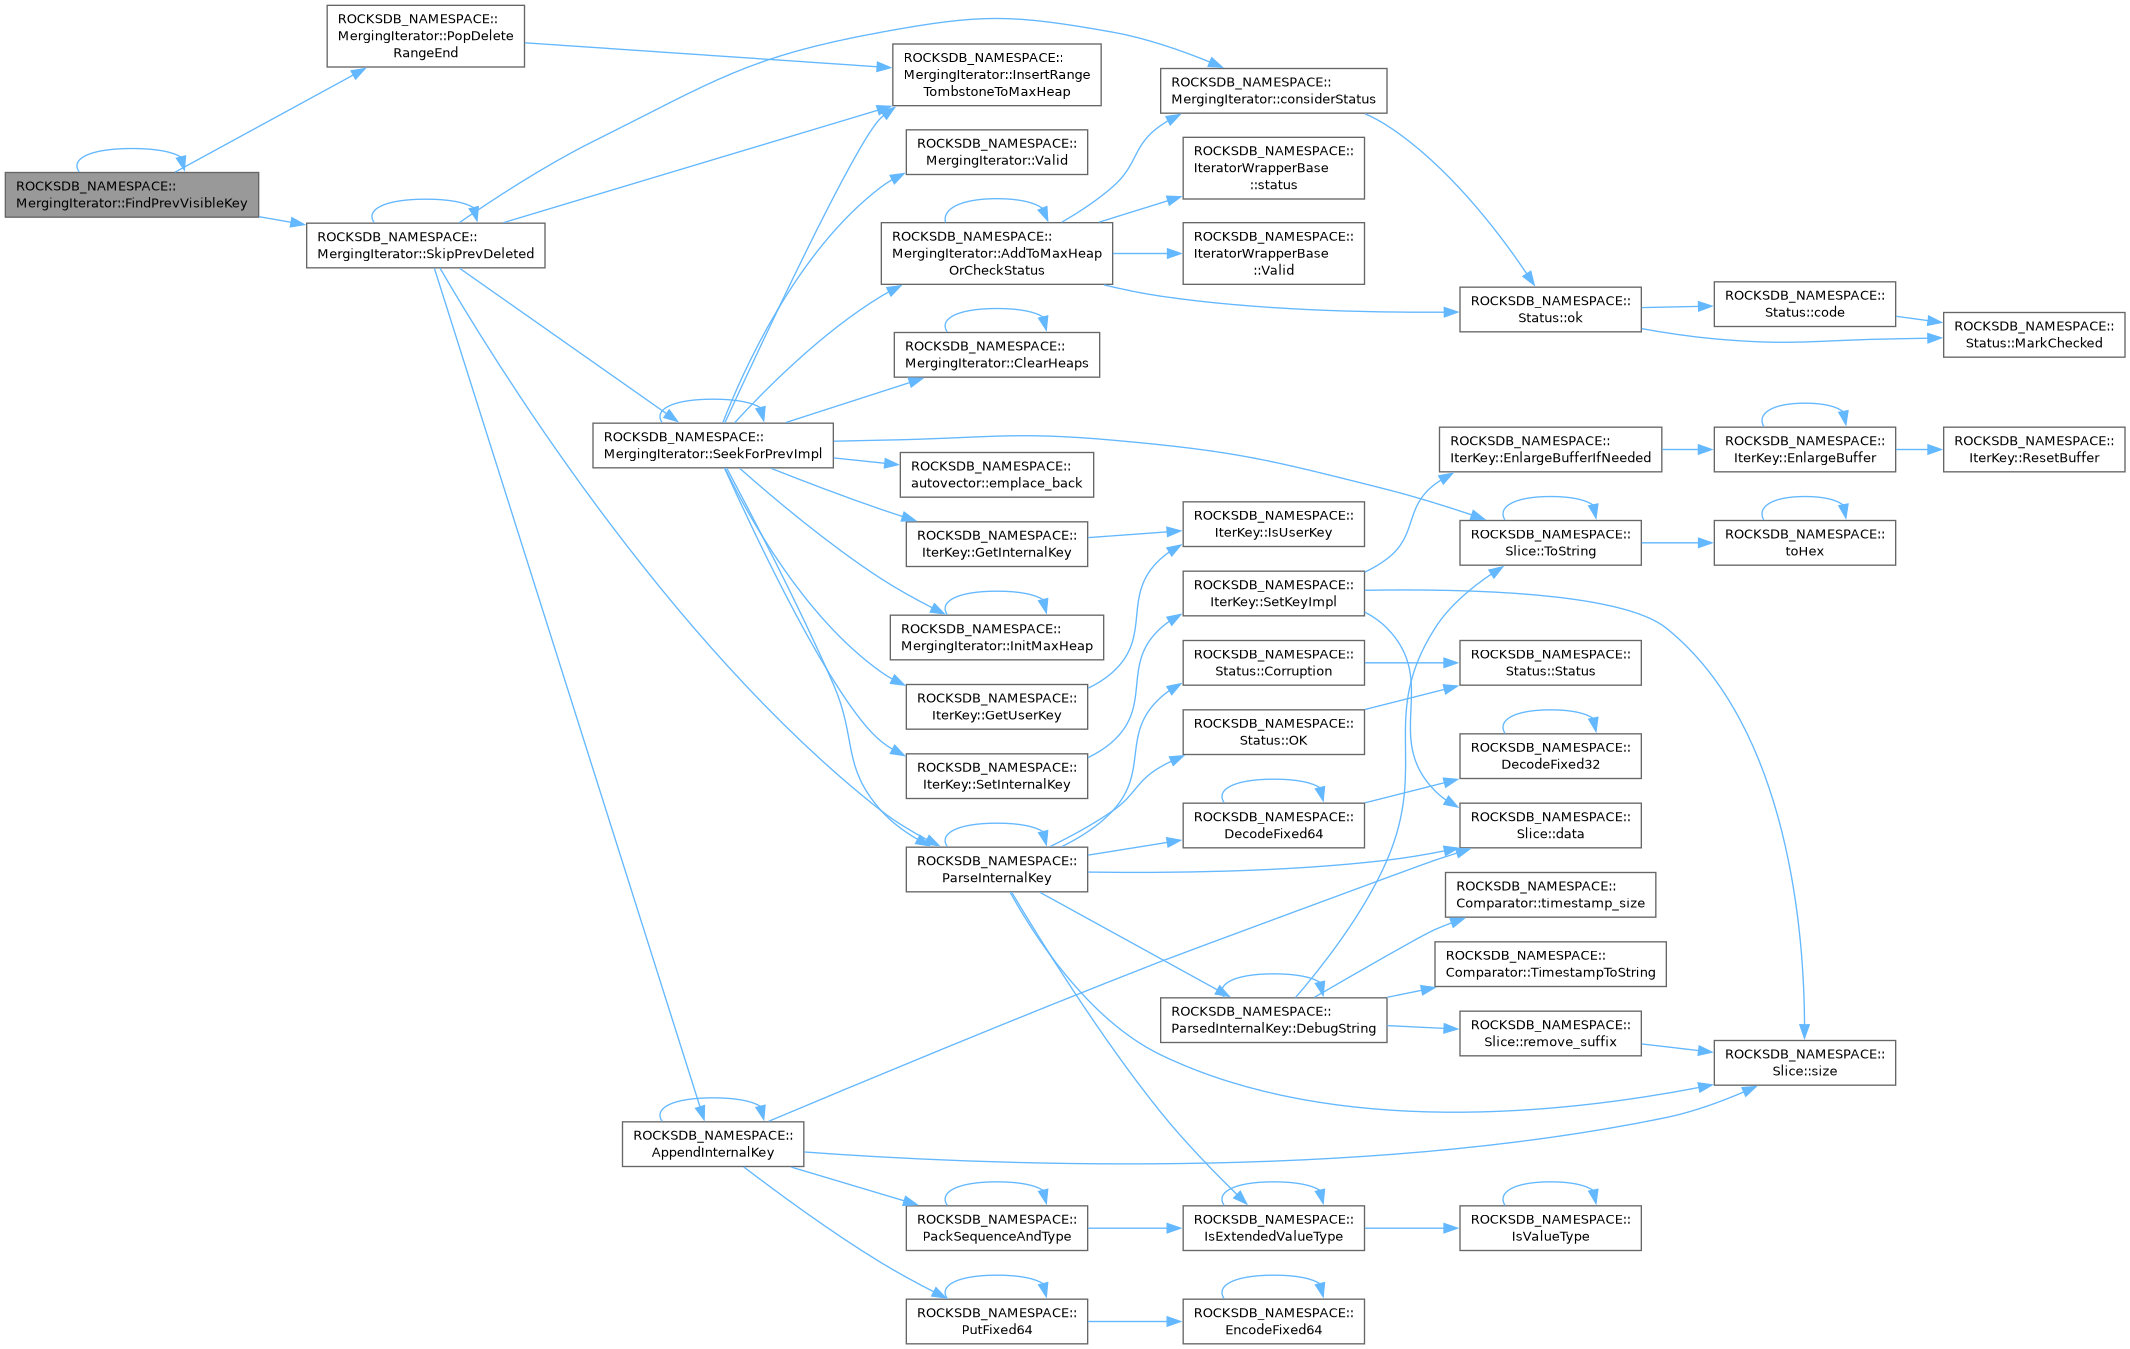 ROCKSDB_NAMESPACE::
MergingIterator::FindPrevVisibleKey
ROCKSDB_NAMESPACE::
MergingIterator::PopDelete
RangeEnd
ROCKSDB_NAMESPACE::
MergingIterator::SkipPrevDeleted
ROCKSDB_NAMESPACE::
MergingIterator::SeekForPrevImpl
ROCKSDB_NAMESPACE::
AppendInternalKey
ROCKSDB_NAMESPACE::
MergingIterator::InsertRange
TombstoneToMaxHeap
ROCKSDB_NAMESPACE::
MergingIterator::Valid
ROCKSDB_NAMESPACE::
MergingIterator::AddToMaxHeap
OrCheckStatus
ROCKSDB_NAMESPACE::
MergingIterator::ClearHeaps
ROCKSDB_NAMESPACE::
autovector::emplace_back
ROCKSDB_NAMESPACE::
IterKey::GetInternalKey
ROCKSDB_NAMESPACE::
MergingIterator::InitMaxHeap
ROCKSDB_NAMESPACE::
IterKey::GetUserKey
ROCKSDB_NAMESPACE::
IterKey::SetInternalKey
ROCKSDB_NAMESPACE::
ParseInternalKey
ROCKSDB_NAMESPACE::
PackSequenceAndType
ROCKSDB_NAMESPACE::
PutFixed64
ROCKSDB_NAMESPACE::
MergingIterator::considerStatus
ROCKSDB_NAMESPACE::
IteratorWrapperBase
::status
ROCKSDB_NAMESPACE::
IteratorWrapperBase
::Valid
ROCKSDB_NAMESPACE::
IterKey::IsUserKey
ROCKSDB_NAMESPACE::
IterKey::SetKeyImpl
ROCKSDB_NAMESPACE::
Status::Corruption
ROCKSDB_NAMESPACE::
Status::OK
ROCKSDB_NAMESPACE::
DecodeFixed64
ROCKSDB_NAMESPACE::
ParsedInternalKey::DebugString
ROCKSDB_NAMESPACE::
IsExtendedValueType
ROCKSDB_NAMESPACE::
EncodeFixed64
ROCKSDB_NAMESPACE::
Status::ok
ROCKSDB_NAMESPACE::
IterKey::EnlargeBufferIfNeeded
ROCKSDB_NAMESPACE::
Slice::ToString
ROCKSDB_NAMESPACE::
Status::Status
ROCKSDB_NAMESPACE::
DecodeFixed32
ROCKSDB_NAMESPACE::
Slice::data
ROCKSDB_NAMESPACE::
Comparator::timestamp_size
ROCKSDB_NAMESPACE::
Comparator::TimestampToString
ROCKSDB_NAMESPACE::
Slice::remove_suffix
ROCKSDB_NAMESPACE::
IsValueType
ROCKSDB_NAMESPACE::
Status::code
ROCKSDB_NAMESPACE::
IterKey::EnlargeBuffer
ROCKSDB_NAMESPACE::
toHex
ROCKSDB_NAMESPACE::
Slice::size
ROCKSDB_NAMESPACE::
Status::MarkChecked
ROCKSDB_NAMESPACE::
IterKey::ResetBuffer